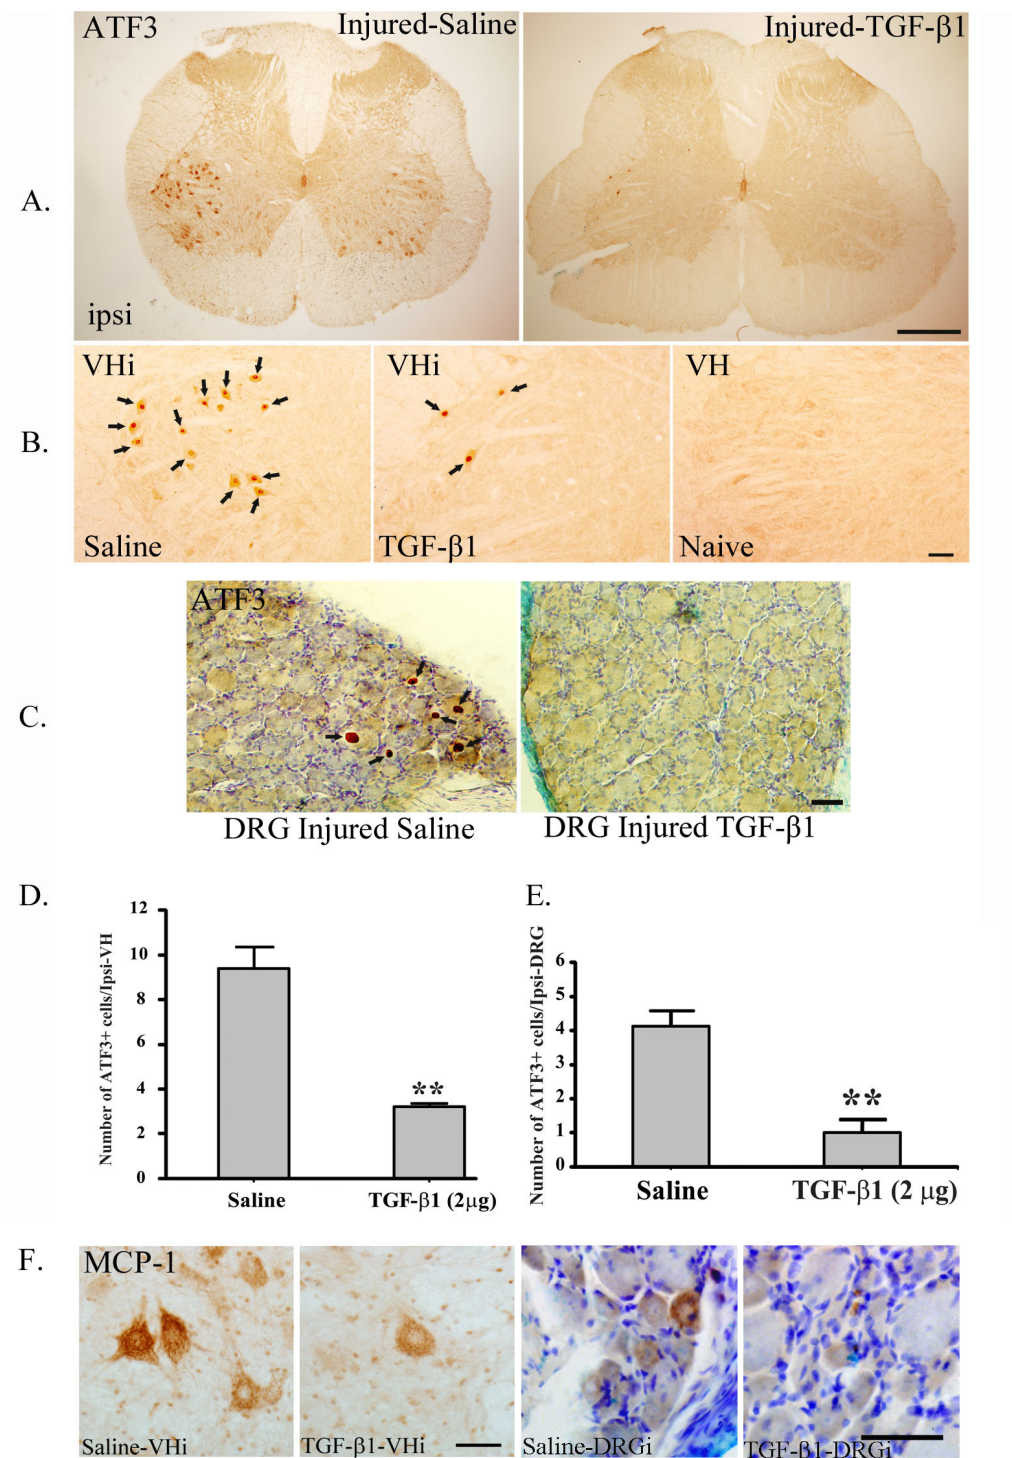 ATF3
Injured-Saline
Injured-TGF-β1
A.
ipsi
VHi
VHi
VH
B.
Saline
TGF-β1
Naive
ATF3
C.
DRG Injured Saline
DRG Injured TGF-β1
D.
Number of ATF3+ cells/Ipsi-VH
12
10
8
6
4
2
0
**
Saline
TGF-β1 (2μg)
E.
Number of ATF3+ cells/Ipsi-DRG
6
5
4
3
2
1
0
**
Saline
TGF-β1 (2 μg)
F.
MCP-1
Saline-VHi
TGF-β1-VHi
Saline-DRGi
TGF-β1-DRGi